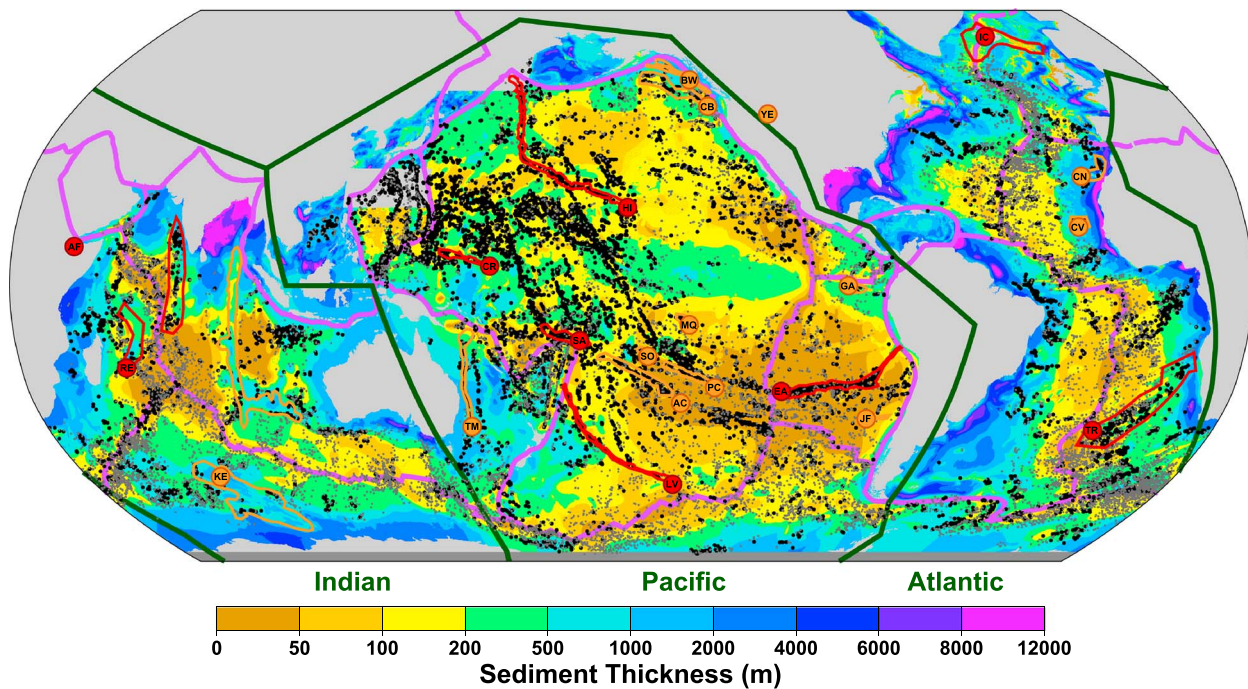 IC
BW
CB
YE
CN
HI
CV
AF
CR
GA
MQ
SA
SO
RE
PC
EA
AC
JF
TM
TR
KE
LV
Indian Pacific Atlantic
0 50 100 200 500 1000 2000 4000 6000 8000 12000
Sediment Thickness (m)